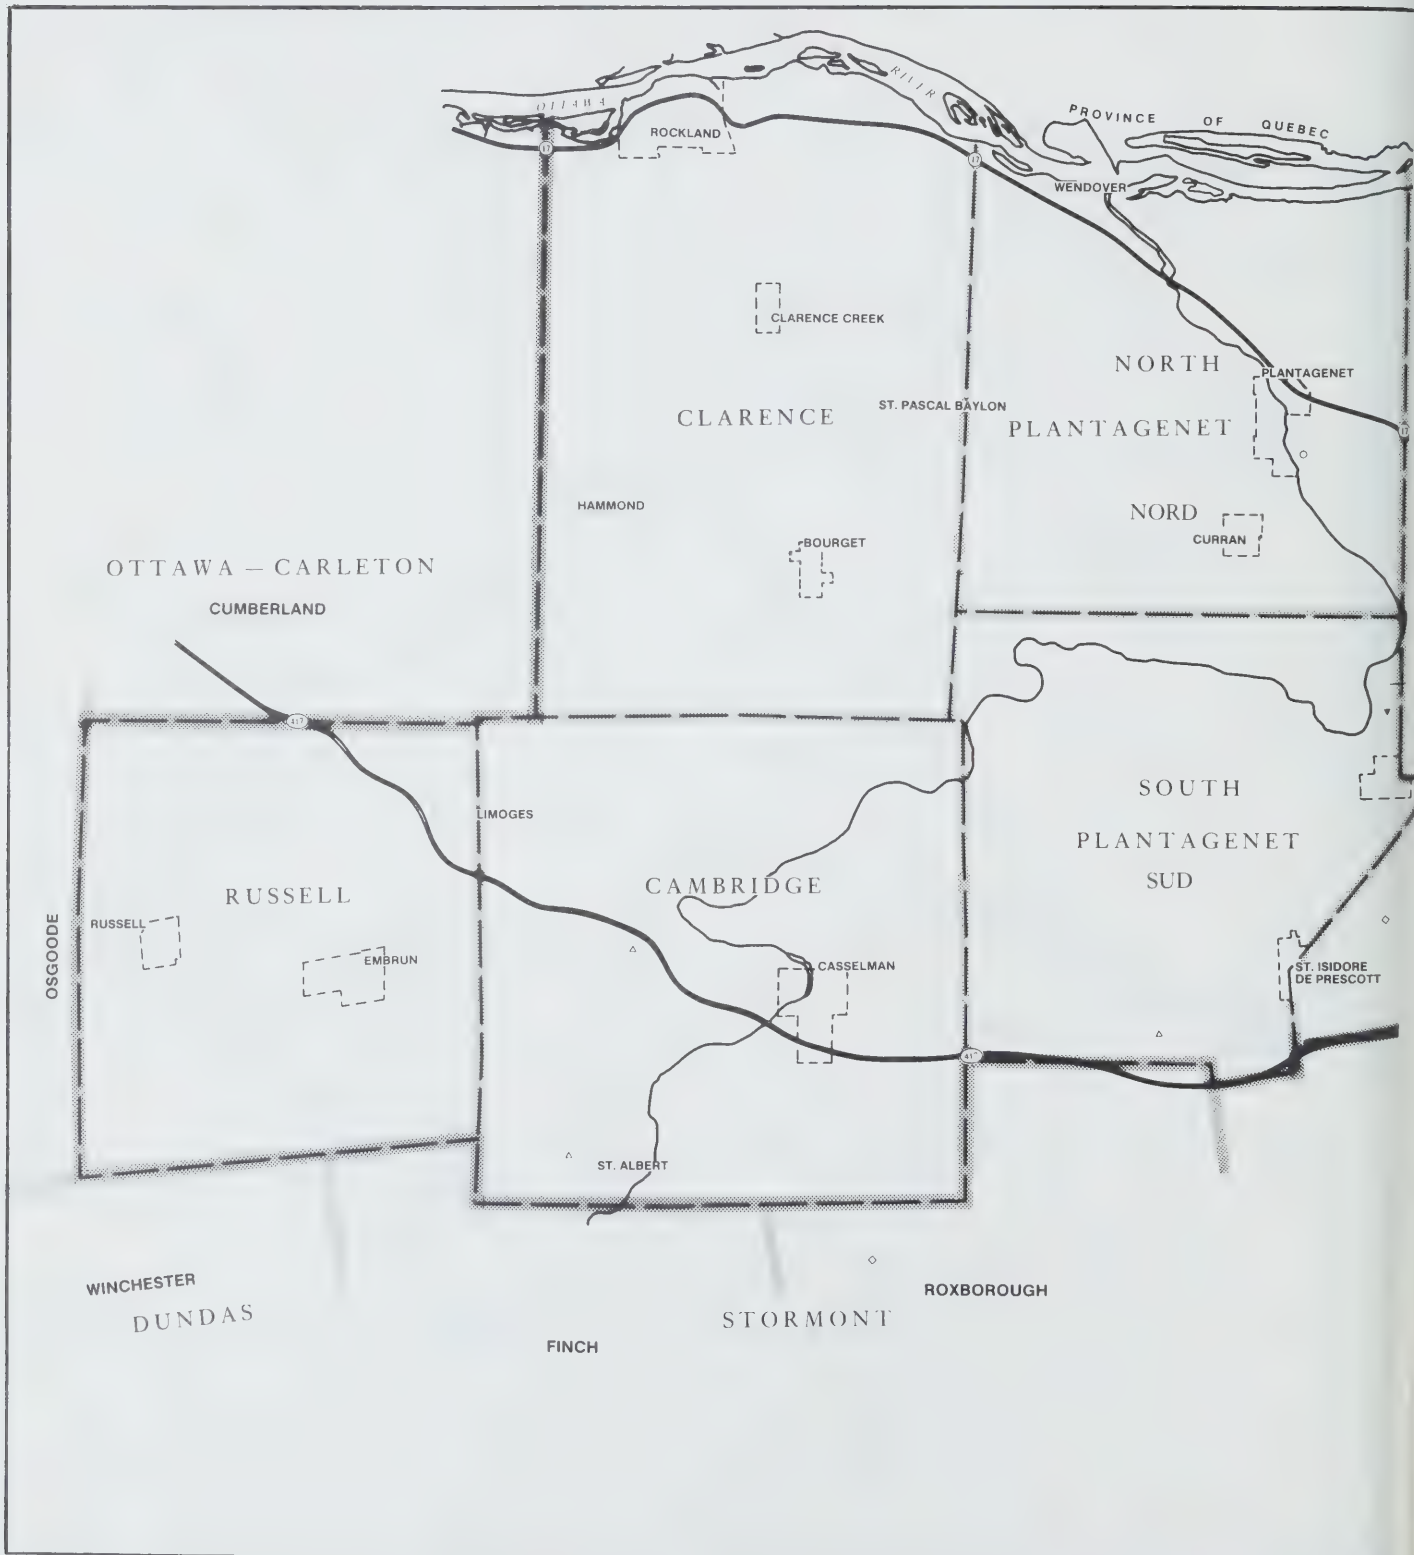 OTTAWA
RIVER
PROVINCE OF QUEBEC
ROCKLAND
17
17
WENDOVER
CLARENCE CREEK
NORTH
PLANTAGENET
ST. PASCAL BAYLON
CLARENCE
PLANTAGENET
17
HAMMOND
NORD
CURRAN
BOURGET
OTTAWA — CARLETON
CUMBERLAND
417
LIMOGES
SOUTH
PLANTAGENET
SUD
CAMBRIDGE
RUSSELL
OSGOODE
RUSSELL
EMBRUN
CASSELMAN
ST. ISIDORE
DE PRESCOTT
417
ST. ALBERT
WINCHESTER
DUNDAS
ROXBOROUGH
STORMONT
FINCH